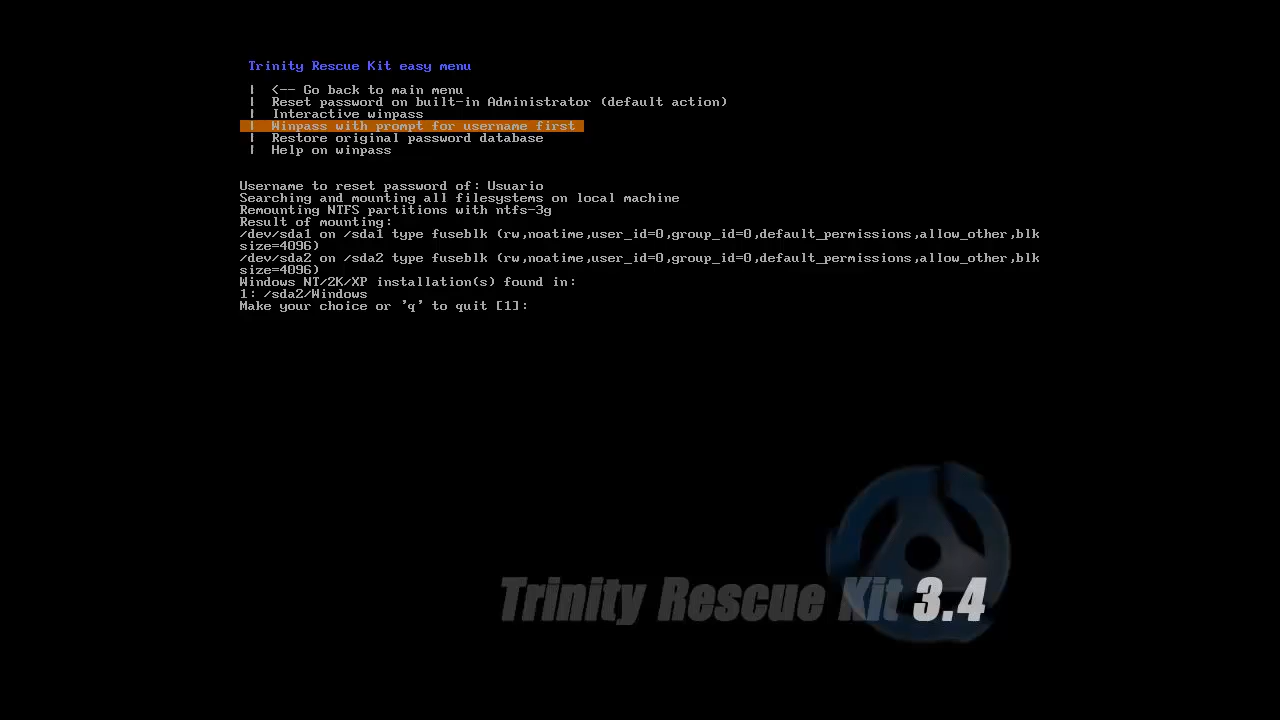 Trinity Rescue Kit easy menu
| <-- Go back to main menu
| Reset password on built-in Administrator (default action)
| Interactive winpass
| Winpass with prompt for username first
| Restore original password database
| Help on winpass
Username to reset password of: Usuario
Searching and mounting all filesystems on local machine
Remounting NTFS partitions with ntfs-3g
Result of mounting:
/dev/sda1 on /sda1 type fuseblk (rw,noatime,user_id=0,group_id=0,default_permissions,allow_other,blk
size=4096)
/dev/sda2 on /sda2 type fuseblk (rw,noatime,user_id=0,group_id=0,default_permissions,allow_other,blk
size=4096)
Windows NT/2K/XP installation(s) found in:
1: /sda2/Windows
Make your choice or 'q' to quit [1]:
Trinity Rescue Kit 3.4